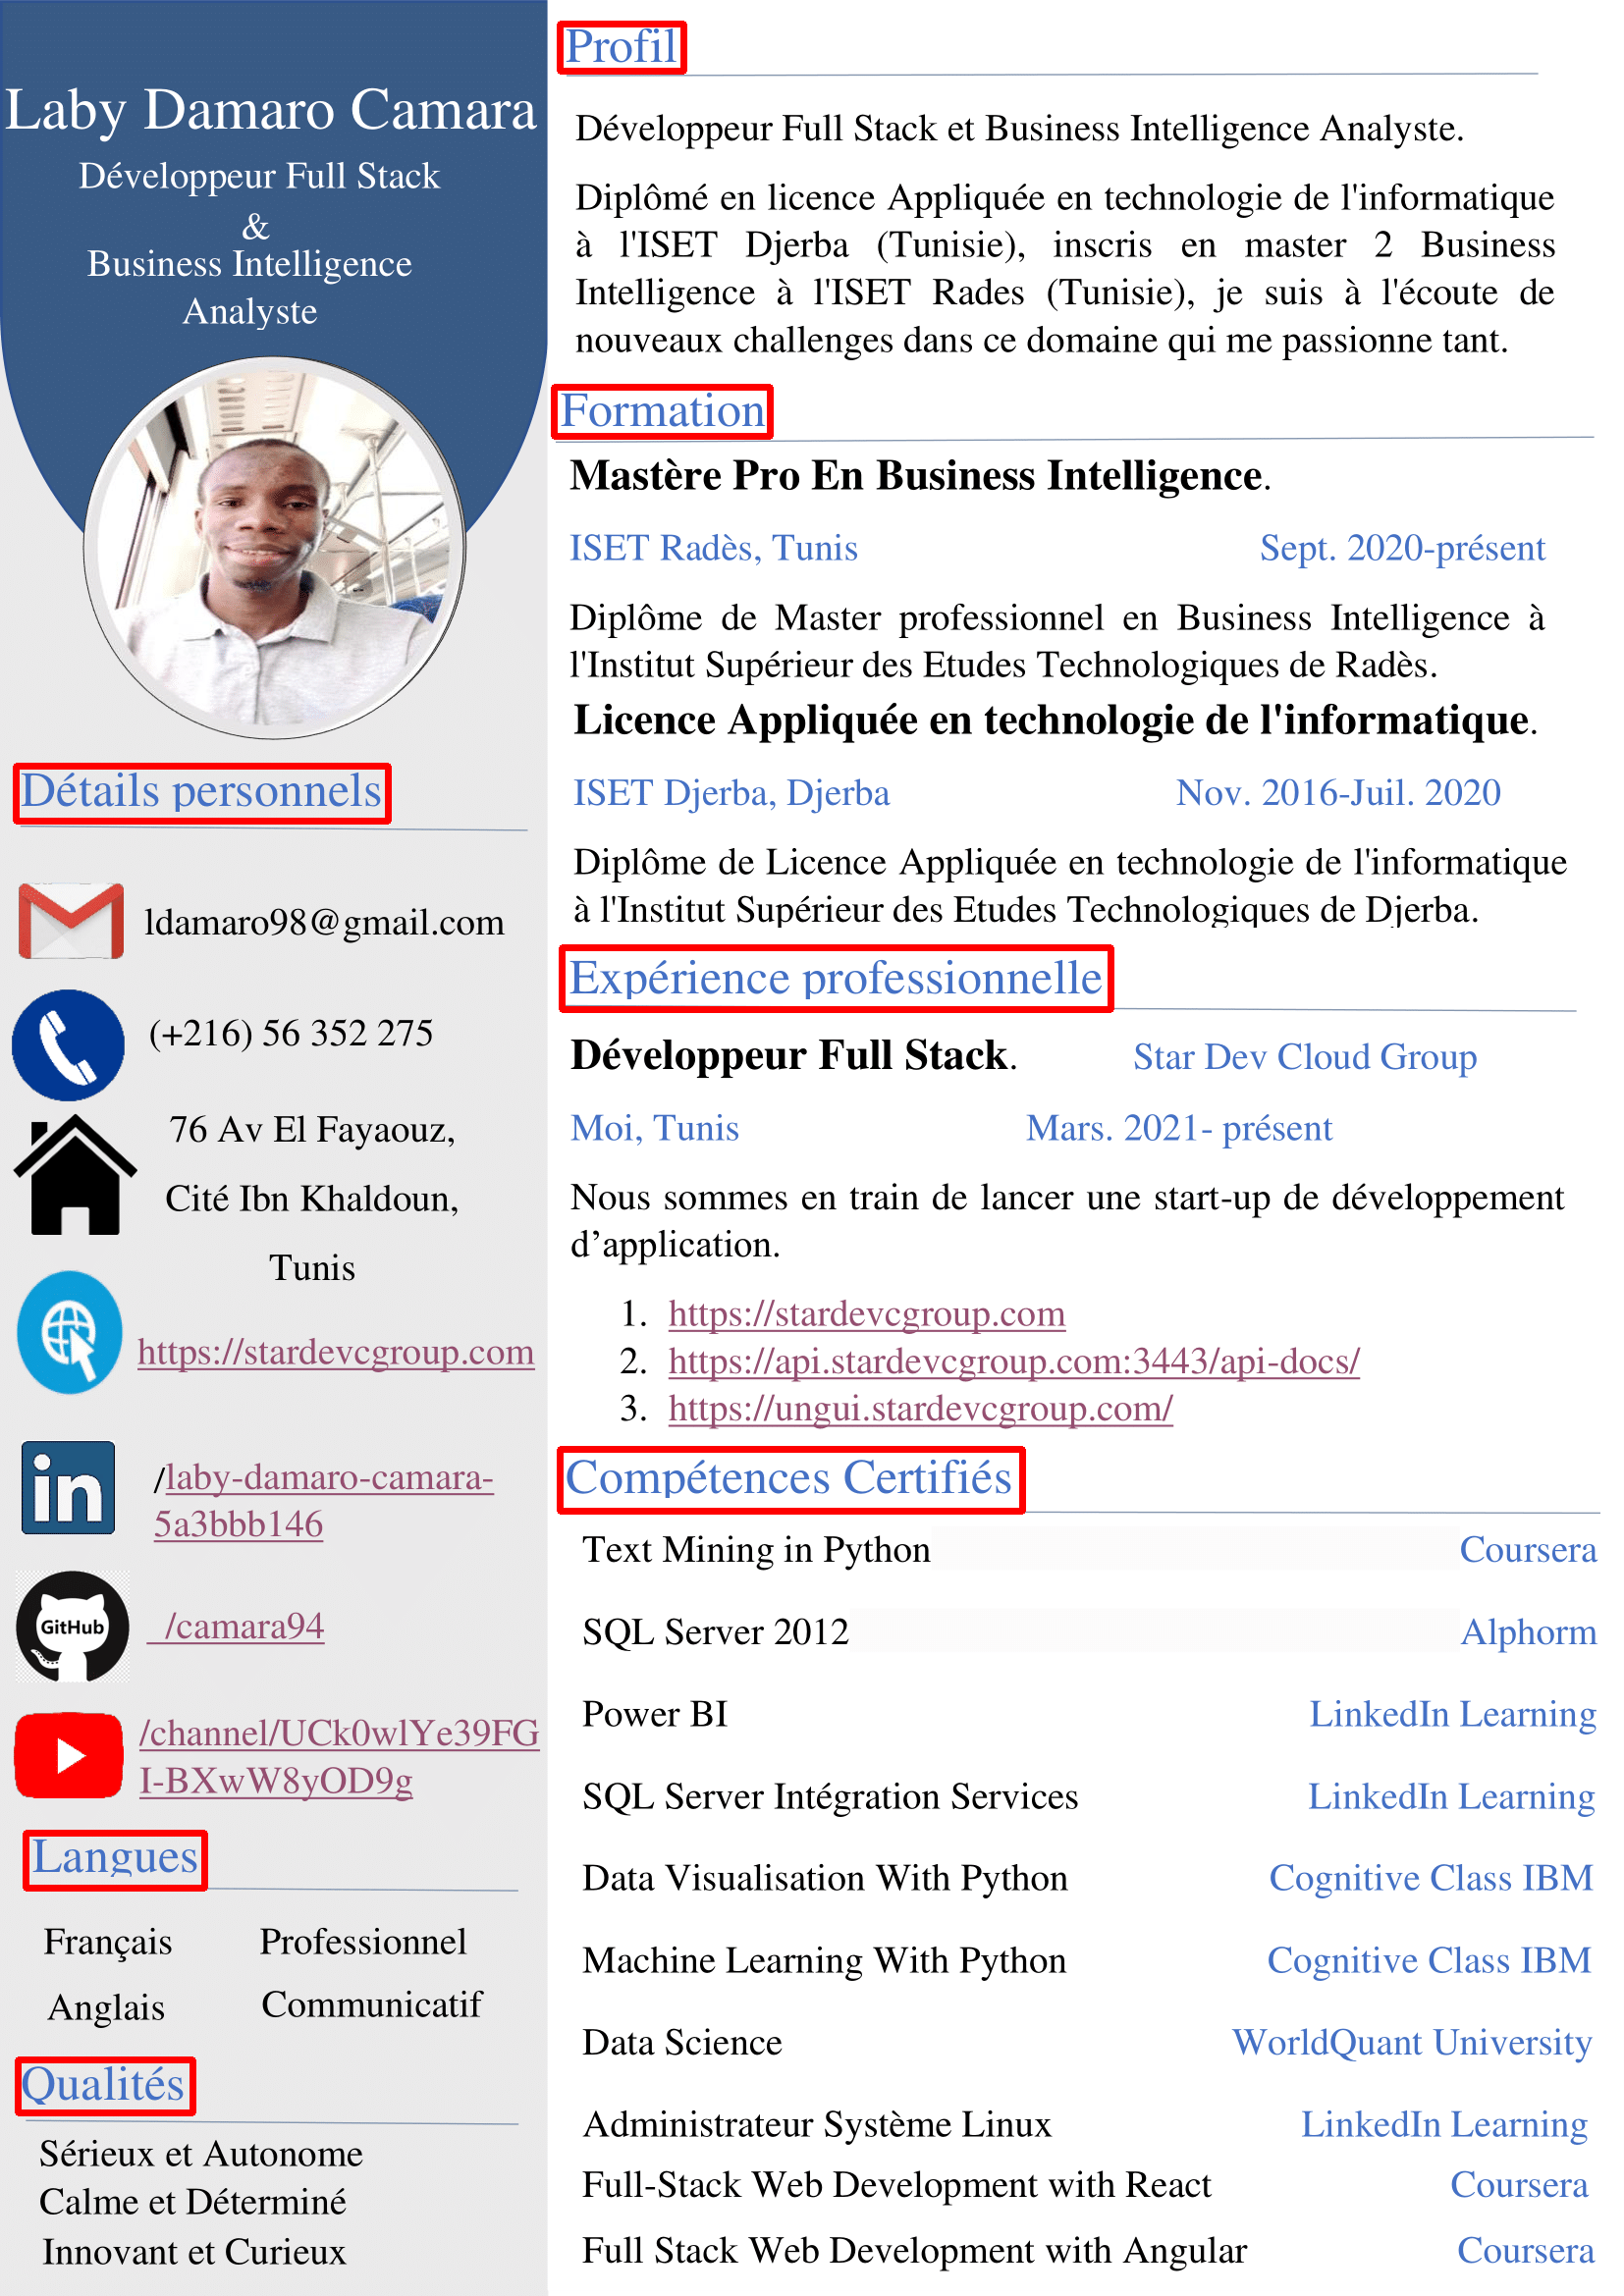 Laby Damaro Camara
Développeur Full Stack
&
Business Intelligence
Analyste
Détails personnels
ldamaro98@gmail.com
(+216) 56 352 275
76 Av El Fayaouz,
Cité Ibn Khaldoun,
Tunis
https://stardevcgroup.com
in
/laby-damaro-camara-
5a3bbb146
GitHub
/camara94
/channel/UCk0wlYe39FG
I-BXwW8yOD9g
Langues
Français Professionnel
Anglais Communicatif
Qualités
Sérieux et Autonome
Calme et Déterminé
Innovant et Curieux
Profil
Développeur Full Stack et Business Intelligence Analyste.
Diplômé en licence Appliquée en technologie de l'informatique
à l'ISET Djerba (Tunisie), inscris en master 2 Business
Intelligence à l'ISET Rades (Tunisie), je suis à l'écoute de
nouveaux challenges dans ce domaine qui me passionne tant.
Formation
Mastère Pro En Business Intelligence.
ISET Radès, Tunis Sept. 2020-présent
Diplôme de Master professionnel en Business Intelligence à
l'Institut Supérieur des Etudes Technologiques de Radès.
Licence Appliquée en technologie de l'informatique.
ISET Djerba, Djerba Nov. 2016-Juil. 2020
Diplôme de Licence Appliquée en technologie de l'informatique
à l'Institut Supérieur des Etudes Technologiques de Djerba.
Expérience professionnelle
Développeur Full Stack. Star Dev Cloud Group
Moi, Tunis Mars. 2021- présent
Nous sommes en train de lancer une start-up de développement
d’application.
1. https://stardevcgroup.com
2. https://api.stardevcgroup.com:3443/api-docs/
3. https://ungui.stardevcgroup.com/
Compétences Certifiés
Text Mining in Python Coursera
SQL Server 2012 Alphorm
Power BI LinkedIn Learning
SQL Server Intégration Services LinkedIn Learning
Data Visualisation With Python Cognitive Class IBM
Machine Learning With Python Cognitive Class IBM
Data Science WorldQuant University
Administrateur Système Linux LinkedIn Learning
Full-Stack Web Development with React Coursera
Full Stack Web Development with Angular Coursera